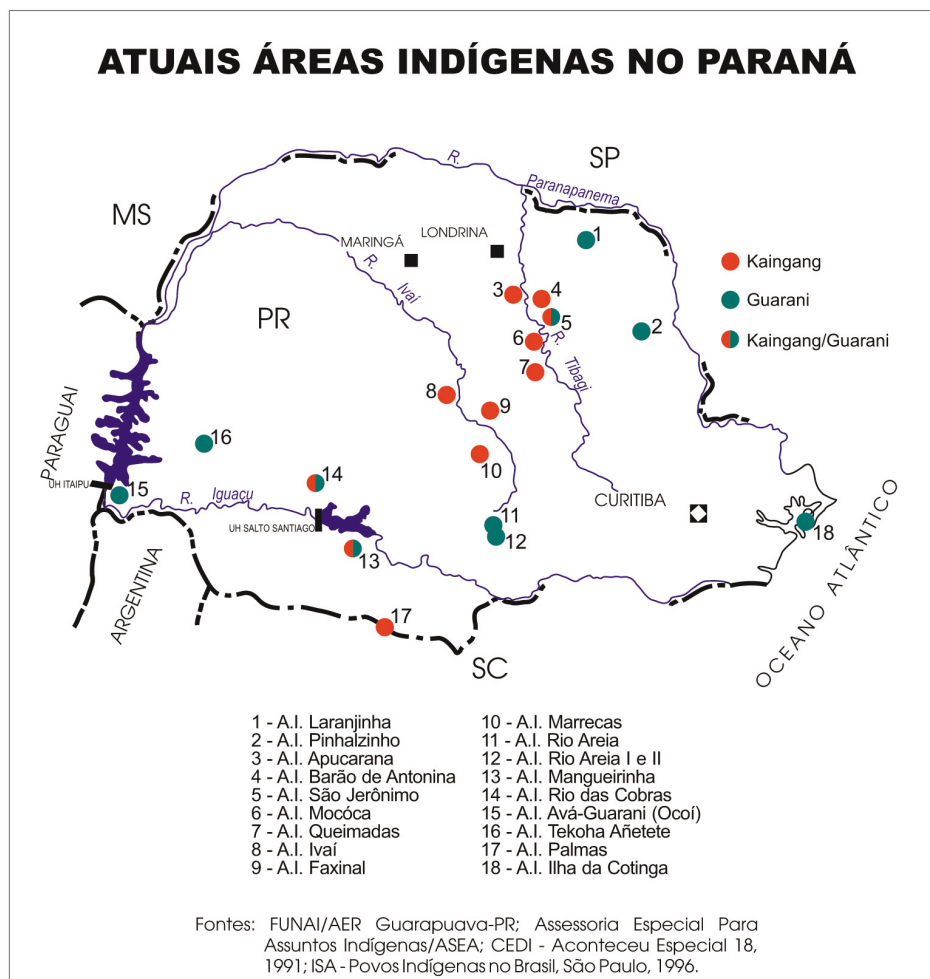 ATUAIS ÁREAS INDÍGENAS NO PARANÁ
SP
R.
Paranapanema
MS
1
LONDRINA
MARINGÁ
R.
Ivaí
Kaingang
3
4
Guarani
PR
5
2
6
R.
Kaingang/Guarani
7
Tibagi
8
9
PARAGUAI
16
10
14
UH ITAIPU
15
R.
Iguaçu
CURITIBA
11
UH SALTO SANTIAGO
12
18
13
ARGENTINA
OCEANO ATLÂNTICO
17
SC
1 - A.I. Laranjinha
2 - A.I. Pinhalzinho
3 - A.I. Apucarana
4 - A.I. Barão de Antonina
5 - A.I. São Jerônimo
6 - A.I. Mocóca
7 - A.I. Queimadas
8 - A.I. Ivaí
9 - A.I. Faxinal
10 - A.I. Marrecas
11 - A.I. Rio Areia
12 - A.I. Rio Areia I e II
13 - A.I. Mangueirinha
14 - A.I. Rio das Cobras
15 - A.I. Avá-Guarani (Ocoí)
16 - A.I. Tekoha Añetete
17 - A.I. Palmas
18 - A.I. Ilha da Cotinga
Fontes: FUNAI/AER Guarapuava-PR; Assessoria Especial Para
Assuntos Indígenas/ASEA; CEDI - Aconteceu Especial 18,
1991; ISA - Povos Indígenas no Brasil, São Paulo, 1996.